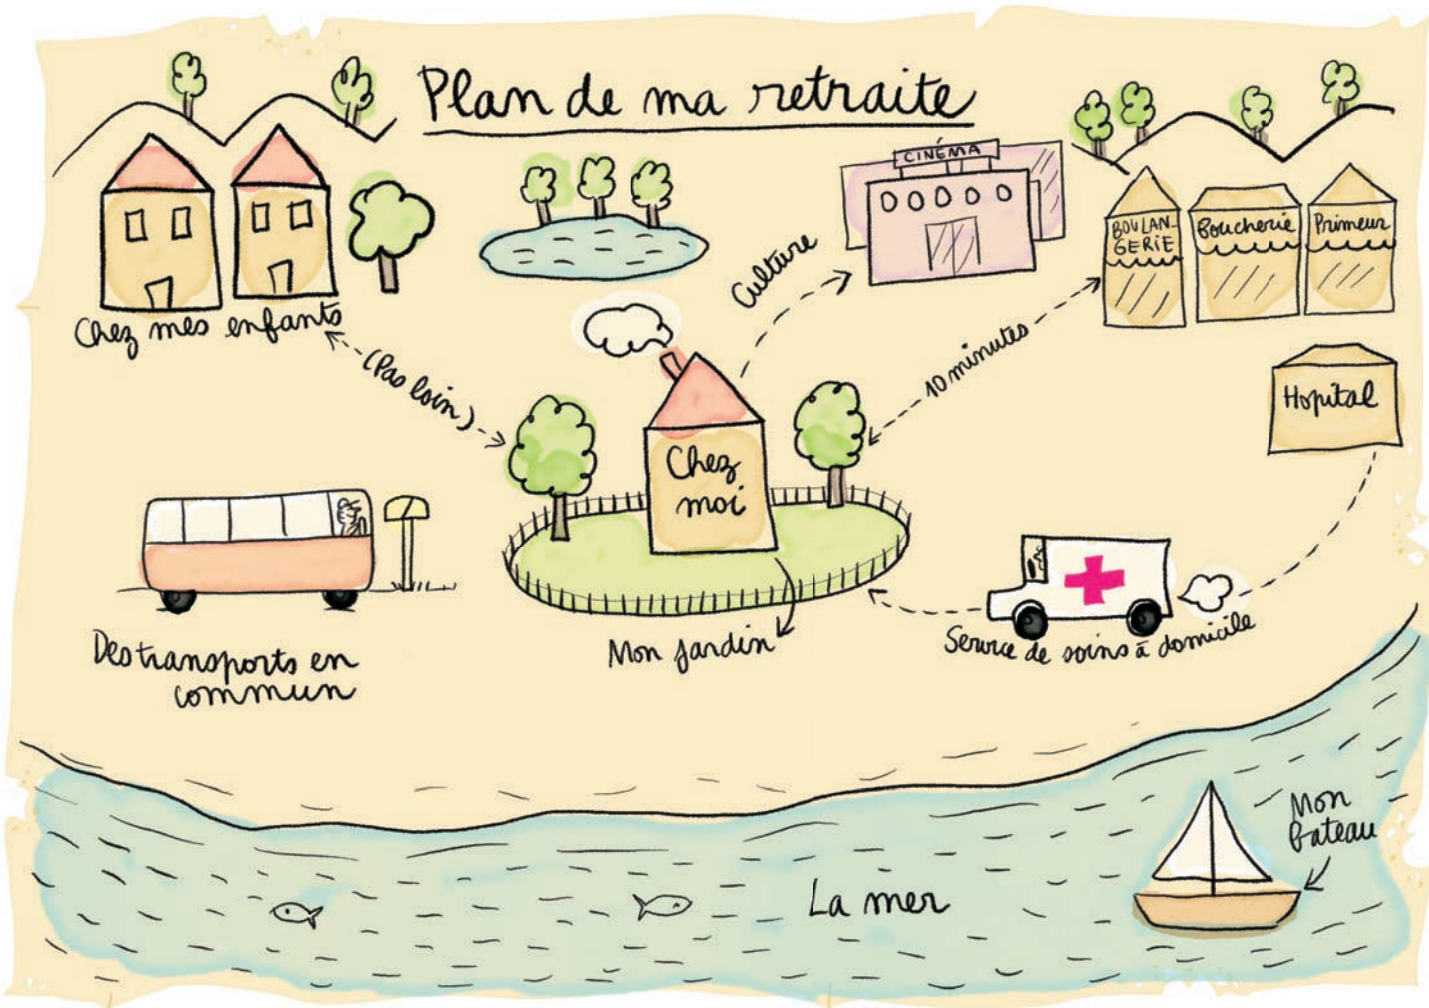 Plan de ma retraite
CINÉMA
BOULAN-
GERIE
Boucherie
Primeur
Culture
Chez mes enfants
(Pas loin)
10 minutes
Hopital
Chez
moi
Des transports en
commun
Mon jardin
Service de soins à domicile
Mon
bateau
La mer